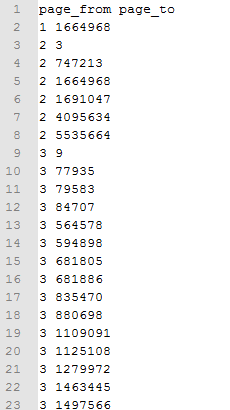 1 page_from page_to
2 1 1664968
3 2 3
4 2 747213
5 2 1664968
6 2 1691047
7 2 4095634
8 2 5535664
9 3 9
10 3 77935
11 3 79583
12 3 84707
13 3 564578
14 3 594898
15 3 681805
16 3 681886
17 3 835470
18 3 880698
19 3 1109091
20 3 1125108
21 3 1279972
22 3 1463445
23 3 1497566